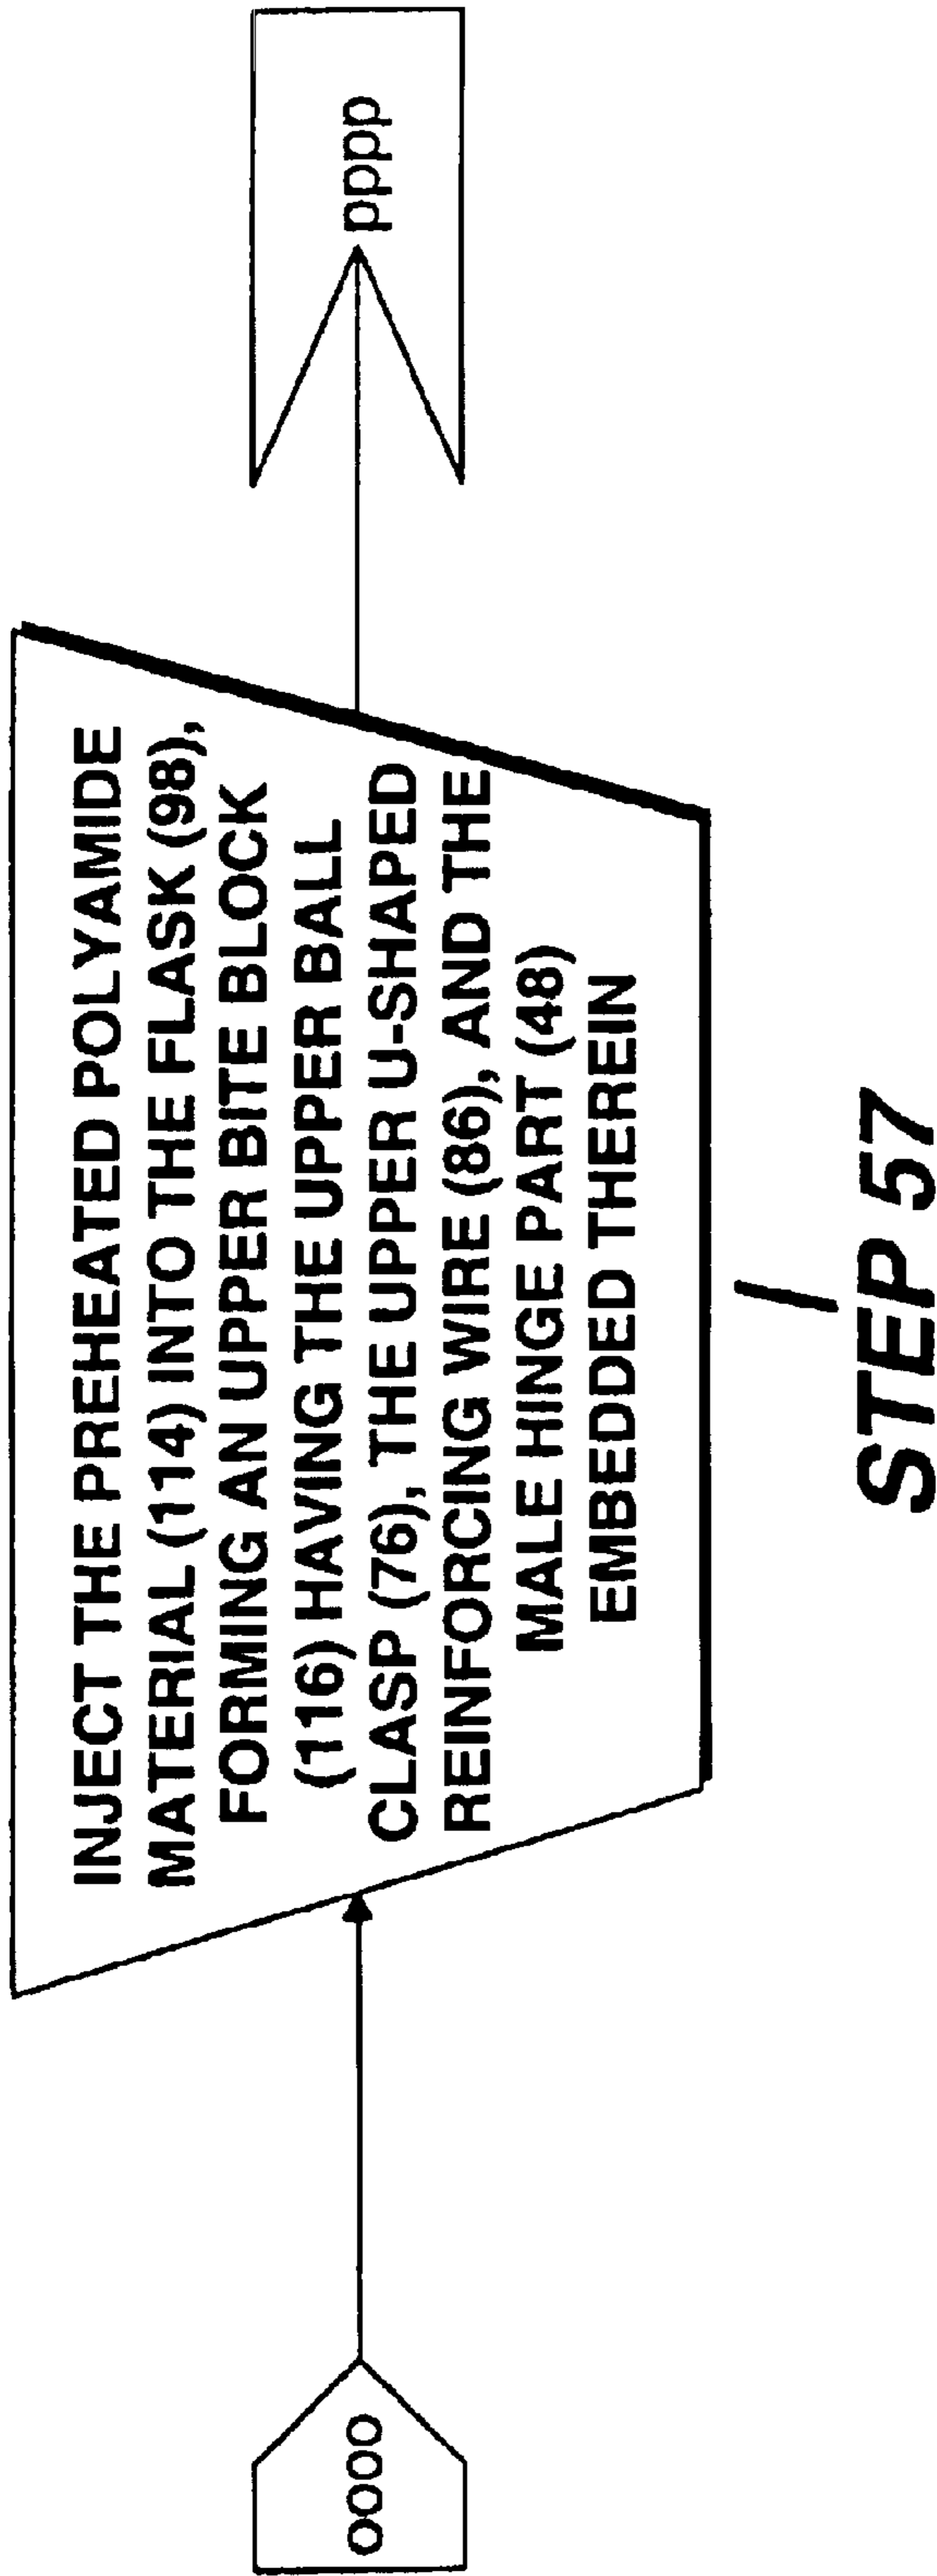 oooo
INJECT THE PREHEATED POLYAMIDE
MATERIAL (114) INTO THE FLASK (98),
FORMING AN UPPER BITE BLOCK
(116) HAVING THE UPPER BALL
CLASP (76), THE UPPER U-SHAPED
REINFORCING WIRE (86), AND THE
MALE HINGE PART (48)
EMBEDDED THEREIN
pppp
STEP 57